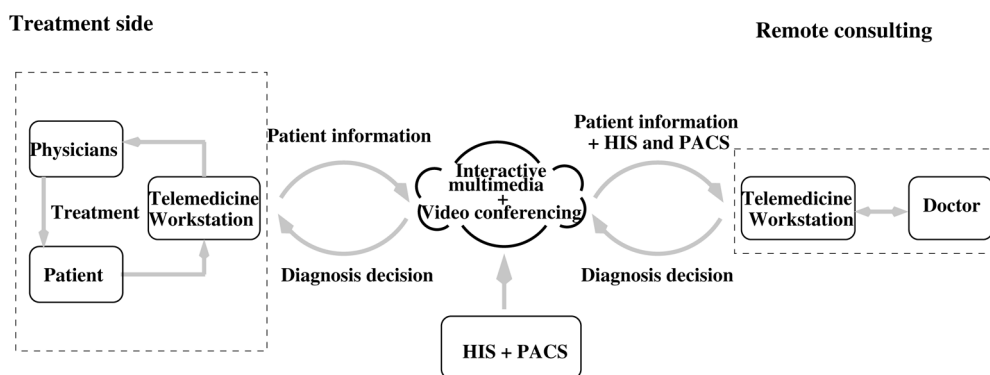 Treatment side
Remote consulting
Physicians
Treatment
Patient
Telemedicine
Workstation
Patient information
Diagnosis decision
Interactive
multimedia
+
Video conferencing
HIS + PACS
Patient information
+ HIS and PACS
Diagnosis decision
Telemedicine
Workstation
Doctor